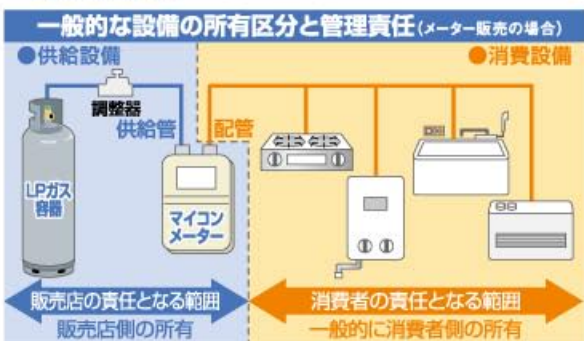 一般的な設備の所有区分と管理責任(メーター販売の場合)
●供給設備
●消費設備
調整器
供給管
配管
LPガス
容器
マイコン
メーター
販売店の責任となる範囲
消費者の責任となる範囲
販売店側の所有
一般的に消費者側の所有